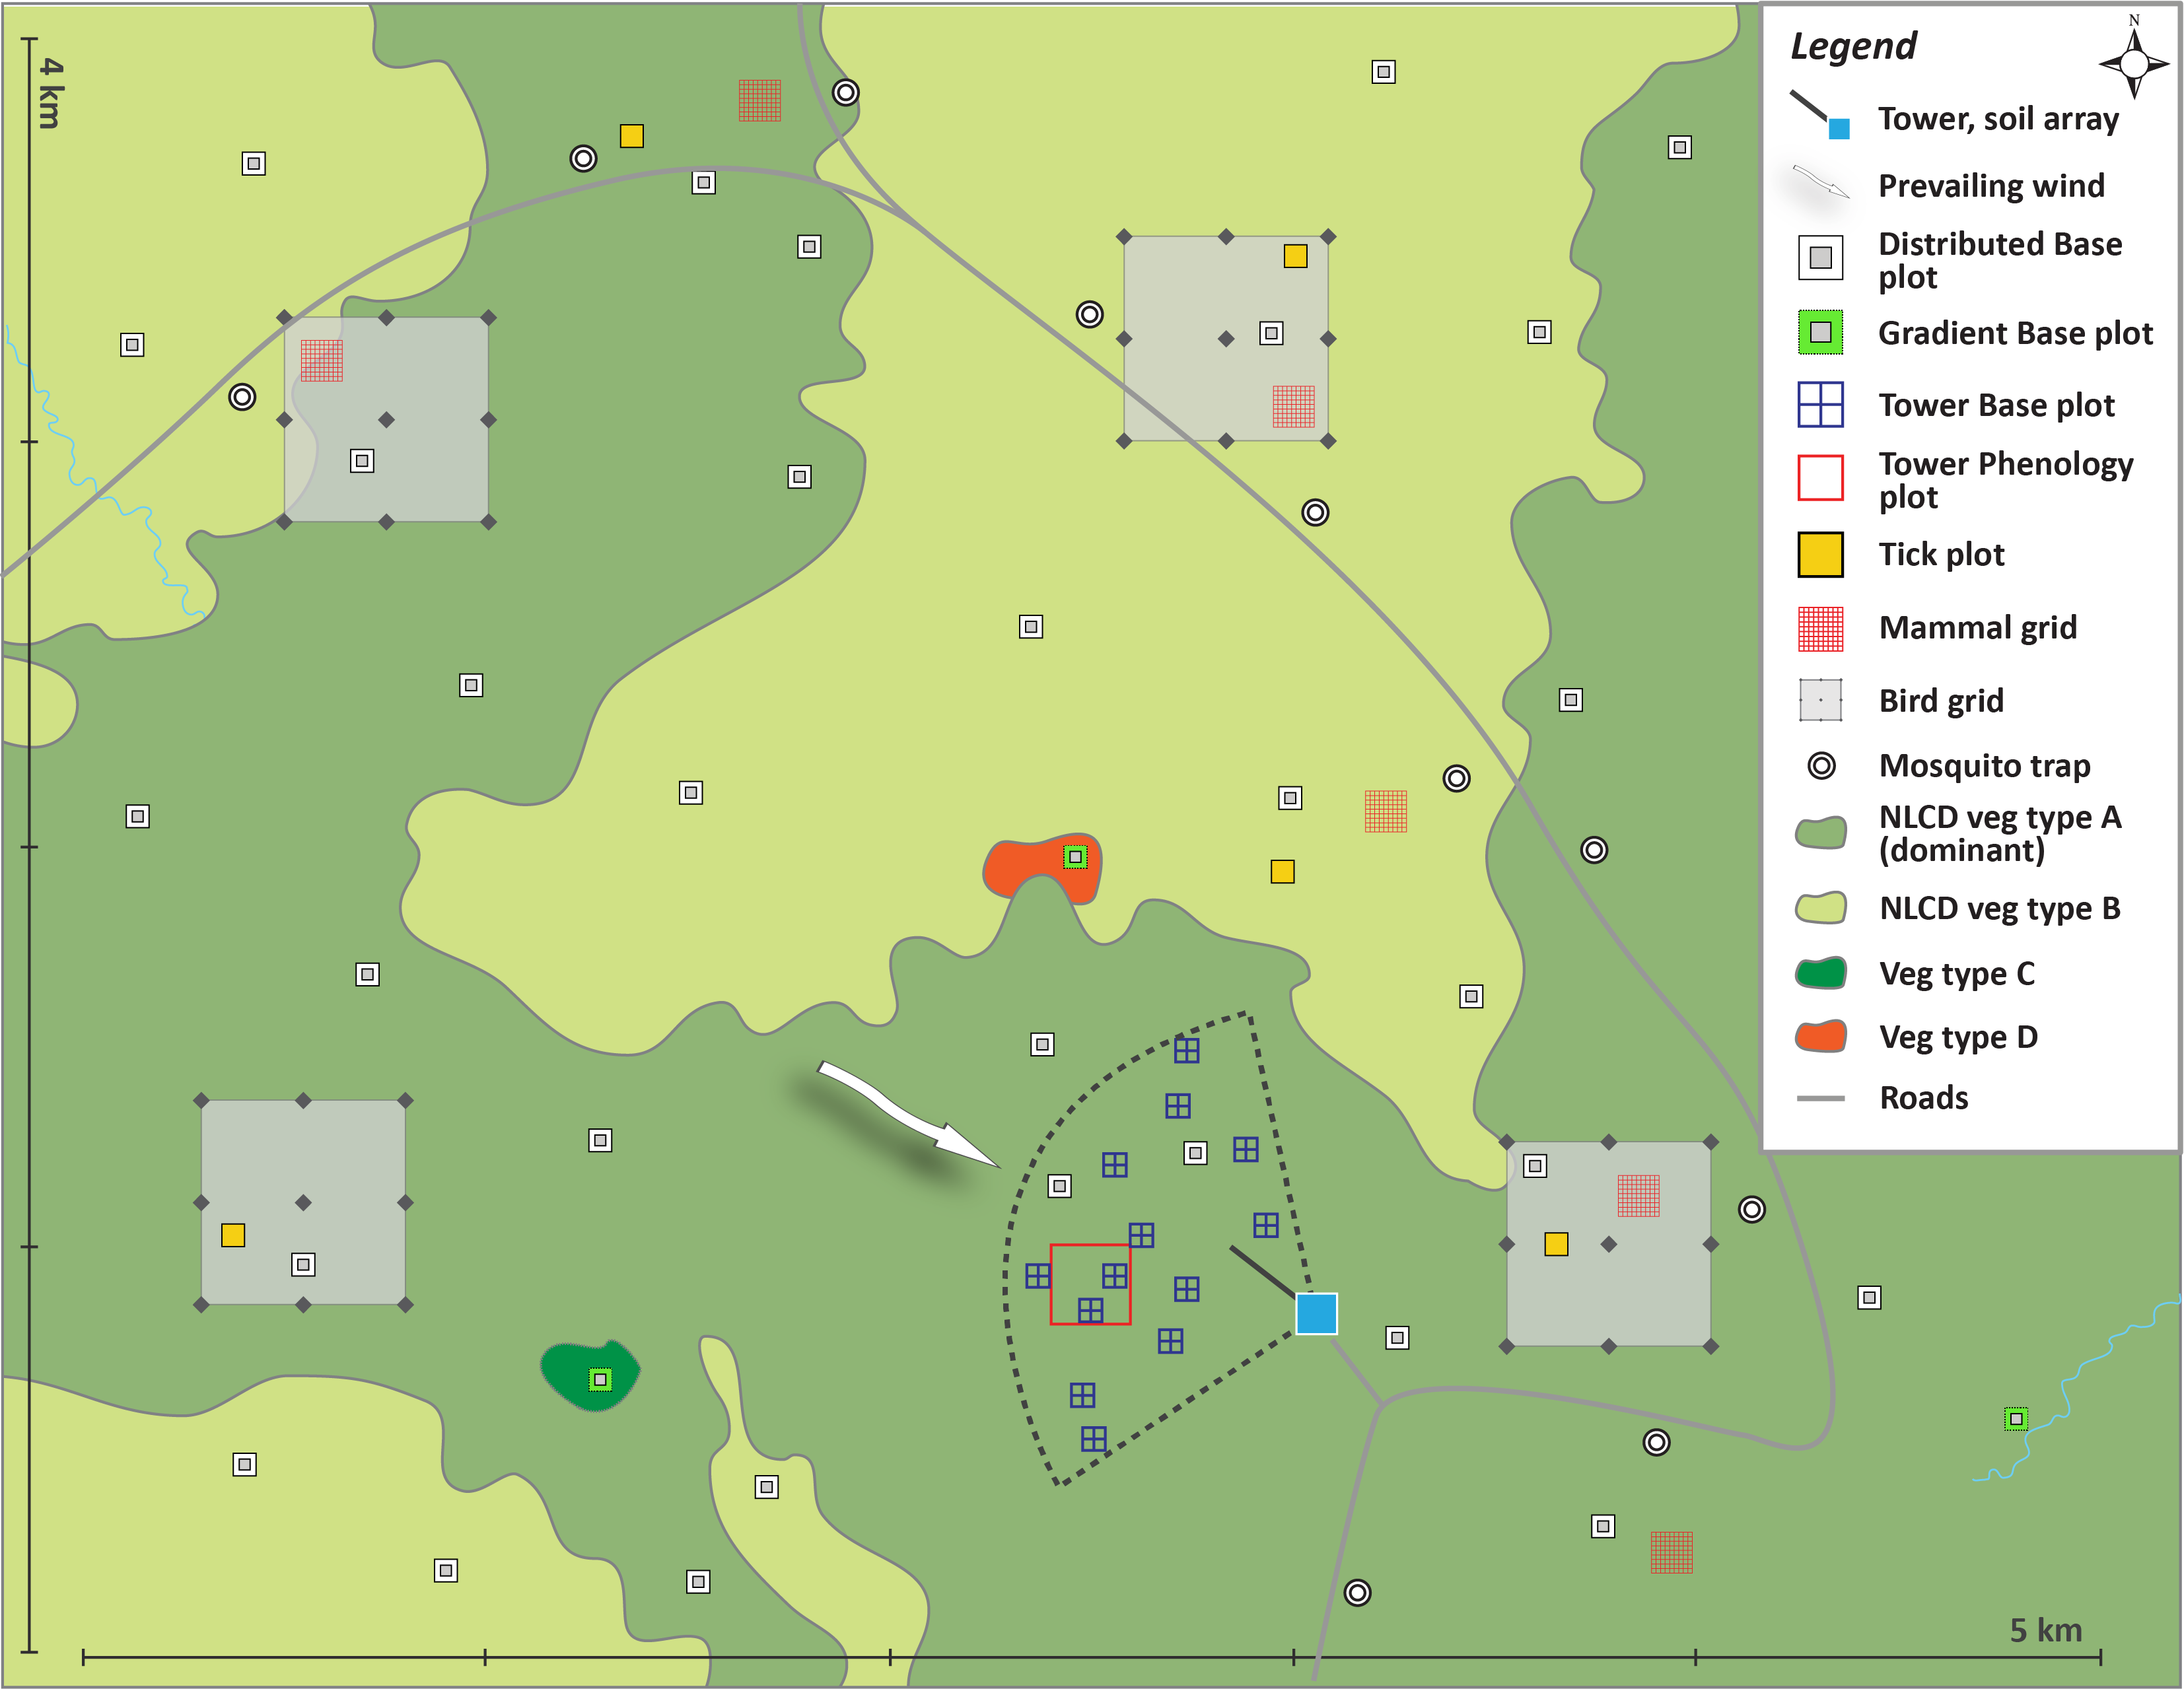 4 km
N
Legend
Tower, soil array
Prevailing wind
Distributed Base
plot
Gradient Base plot
Tower Base plot
Tower Phenology
plot
Tick plot
Mammal grid
Bird grid
Mosquito trap
NLCD veg type A
(dominant)
NLCD veg type B
Veg type C
Veg type D
Roads
5 km